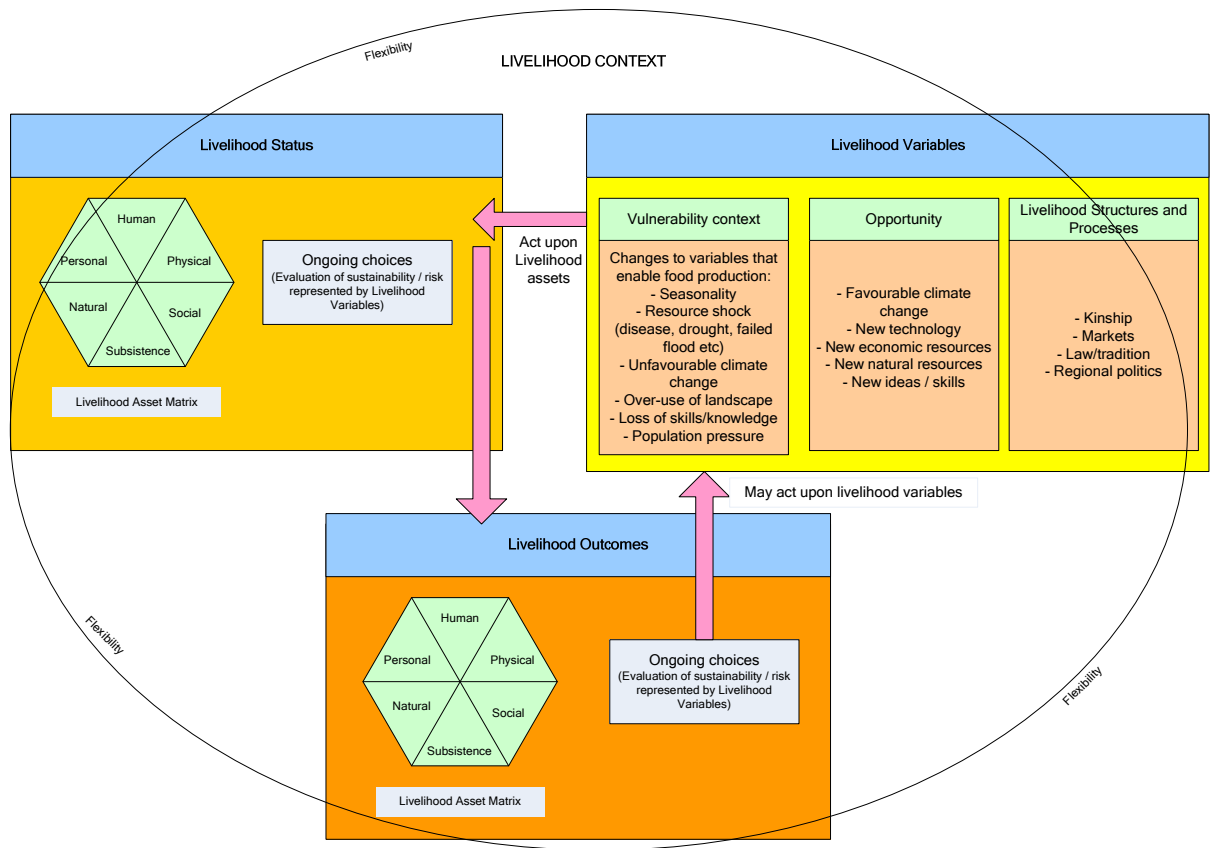 Flexibility
LIVELIHOOD CONTEXT
Livelihood Status
Human
Personal
Physical
Natural
Social
Subsistence
Livelihood Asset Matrix
Ongoing choices
(Evaluation of sustainability / risk
represented by Livelihood
Variables)
Act upon
Livelihood
assets
Livelihood Variables
Vulnerability context
Changes to variables that
enable food production:
- Seasonality
- Resource shock
(disease, drought, failed
flood etc)
- Unfavourable climate
change
- Over-use of landscape
- Loss of skills/knowledge
- Population pressure
Opportunity
- Favourable climate
change
- New technology
- New economic resources
- New natural resources
- New ideas / skills
Livelihood Structures and
Processes
- Kinship
- Markets
- Law/tradition
- Regional politics
May act upon livelihood variables
Livelihood Outcomes
Human
Personal
Physical
Natural
Social
Subsistence
Livelihood Asset Matrix
Ongoing choices
(Evaluation of sustainability / risk
represented by Livelihood
Variables)
Flexibility
Flexibility